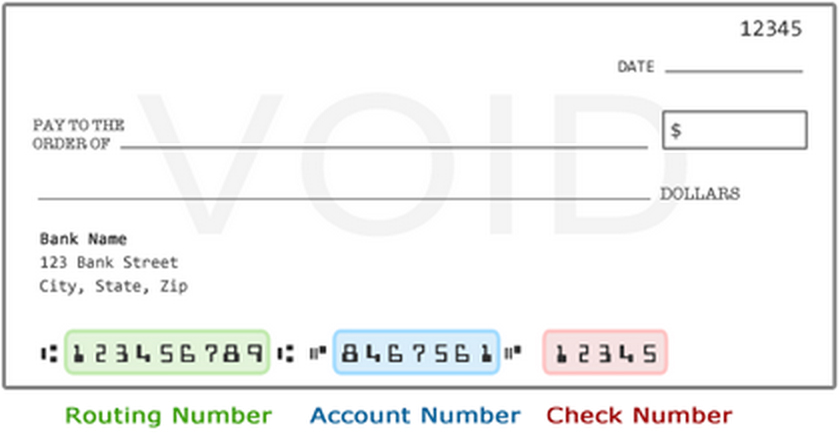 12345
DATE
VOID
PAY TO THE
ORDER OF
$
DOLLARS
Bank Name
123 Bank Street
City, State, Zip
⑆123456789⑆ ⑈8467561⑈ 12345
Routing Number Account Number Check Number